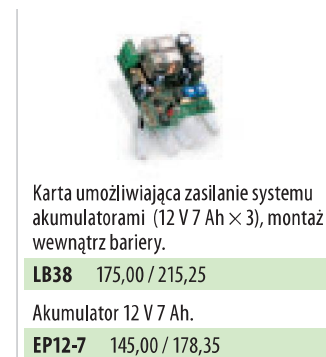 Karta umożliwiająca zasilanie systemu
akumulatorami (12 V 7 Ah × 3), montaż
wewnątrz bariery.
LB38 175,00 / 215,25
Akumulator 12 V 7 Ah.
EP12-7 145,00 / 178,35